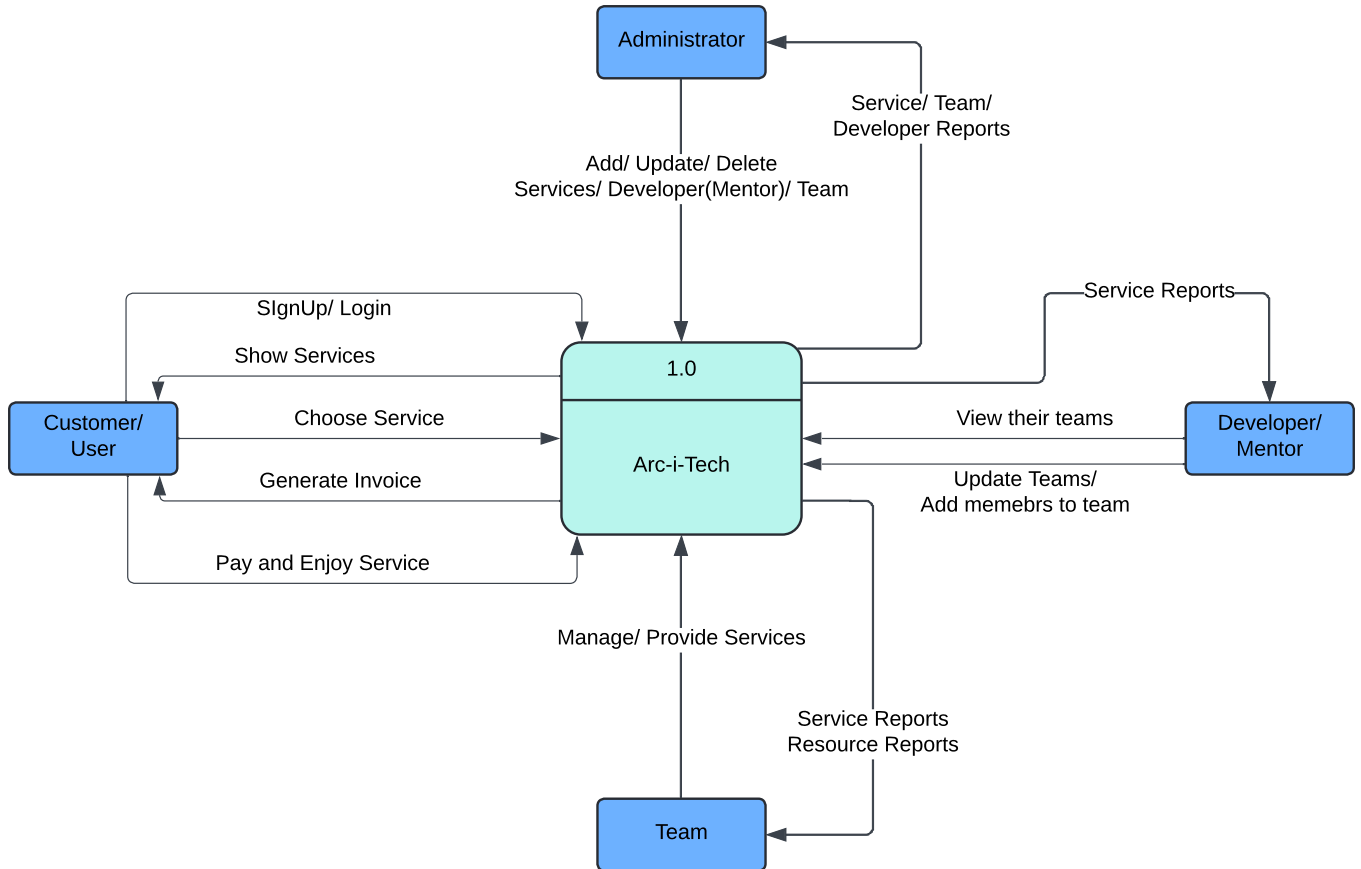 Administrator
Service/ Team/
Developer Reports
Add/ Update/ Delete
Services/ Developer(Mentor)/ Team
SIgnUp/ Login
Service Reports
Show Services
1.0
Customer/
User
Choose Service
Arc-i-Tech
View their teams
Developer/
Mentor
Generate Invoice
Update Teams/
Add memebrs to team
Pay and Enjoy Service
Manage/ Provide Services
Service Reports
Resource Reports
Team